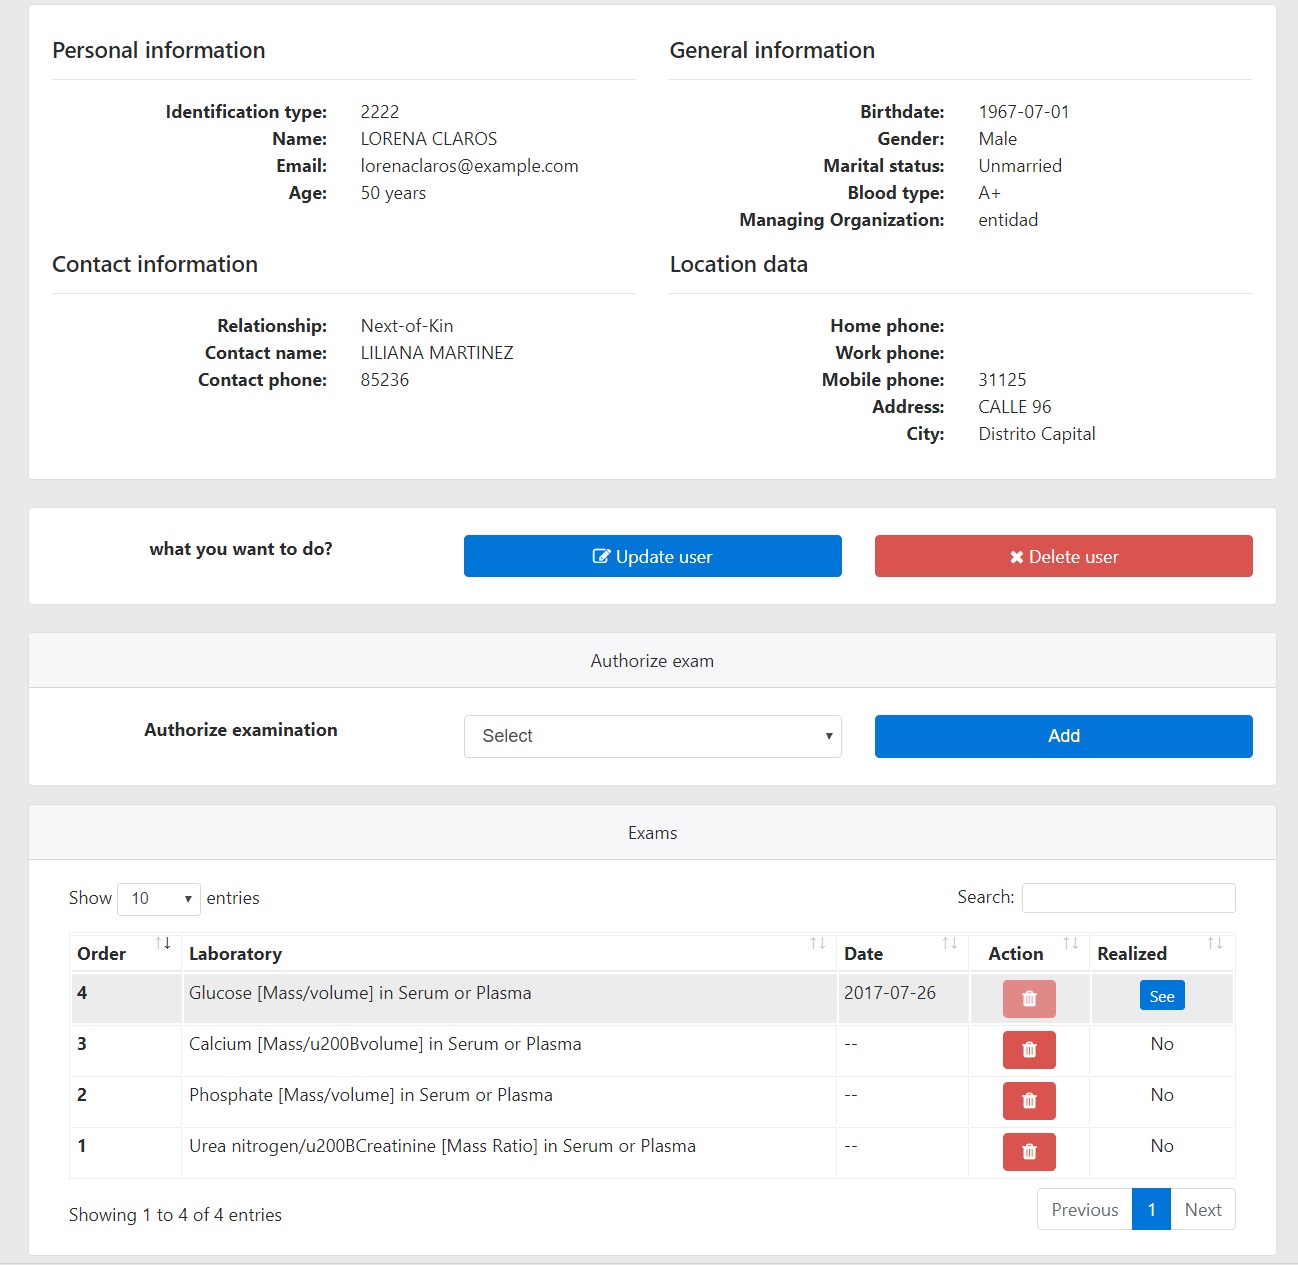 Personal information
Identification type: 2222
Name: LORENA CLAROS
Email: lorenaclaros@example.com
Age: 50 years
General information
Birthdate: 1967-07-01
Gender: Male
Marital status: Unmarried
Blood type: A+
Managing Organization: entidad
Contact information
Relationship: Next-of-Kin
Contact name: LILIANA MARTINEZ
Contact phone: 85236
Location data
Home phone:
Work phone:
Mobile phone: 31125
Address: CALLE 96
City: Distrito Capital
what you want to do? Update user Delete user
Authorize exam
Authorize examination Select Add
Exams
Show 10 entries Search:
Order Laboratory Date Action Realized
4 Glucose [Mass/volume] in Serum or Plasma 2017-07-26 See
3 Calcium [Mass/u200Bvolume] in Serum or Plasma -- No
2 Phosphate [Mass/volume] in Serum or Plasma -- No
1 Urea nitrogen/u200BCreatinine [Mass Ratio] in Serum or Plasma -- No
Showing 1 to 4 of 4 entries Previous 1 Next